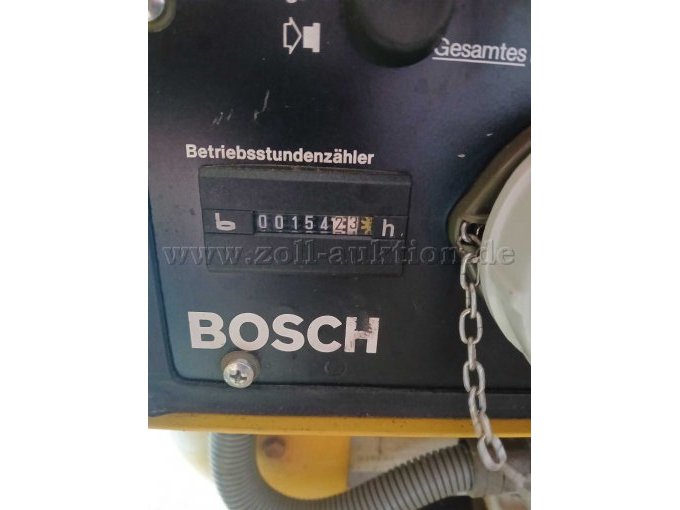 Gesamtes
Betriebsstundenzähler
0015423 h
www.zoll-auktion.de
BOSCH